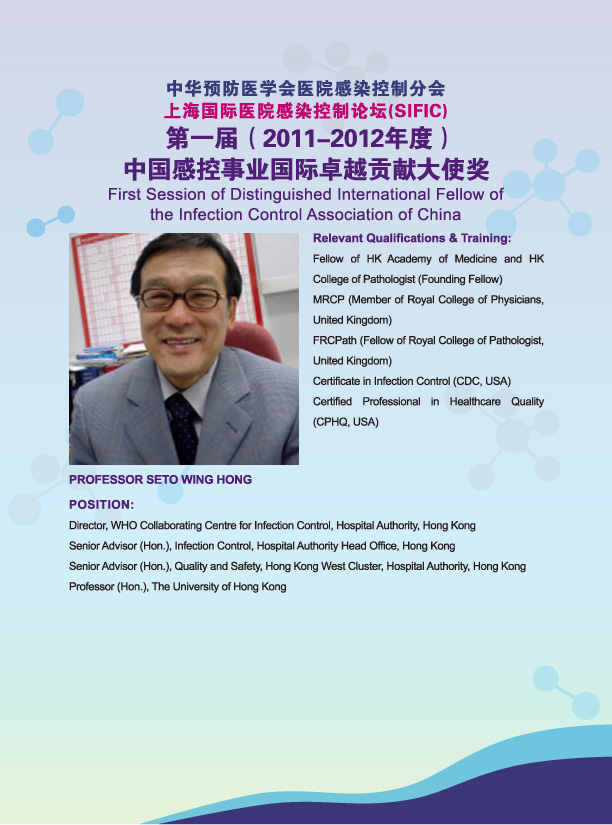 中华预防医学会医院感染控制分会
上海国际医院感染控制论坛(SIFIC)
第一届（2011–2012年度）
中国感控事业国际卓越贡献大使奖
First Session of Distinguished International Fellow of
the Infection Control Association of China
Relevant Qualifications & Training:
Fellow of HK Academy of Medicine and HK
College of Pathologist (Founding Fellow)
MRCP (Member of Royal College of Physicians,
United Kingdom)
FRCPath (Fellow of Royal College of Pathologist,
United Kingdom)
Certificate in Infection Control (CDC, USA)
Certified Professional in Healthcare Quality
(CPHQ, USA)
PROFESSOR SETO WING HONG
POSITION:
Director, WHO Collaborating Centre for Infection Control, Hospital Authority, Hong Kong
Senior Advisor (Hon.), Infection Control, Hospital Authority Head Office, Hong Kong
Senior Advisor (Hon.), Quality and Safety, Hong Kong West Cluster, Hospital Authority, Hong Kong
Professor (Hon.), The University of Hong Kong